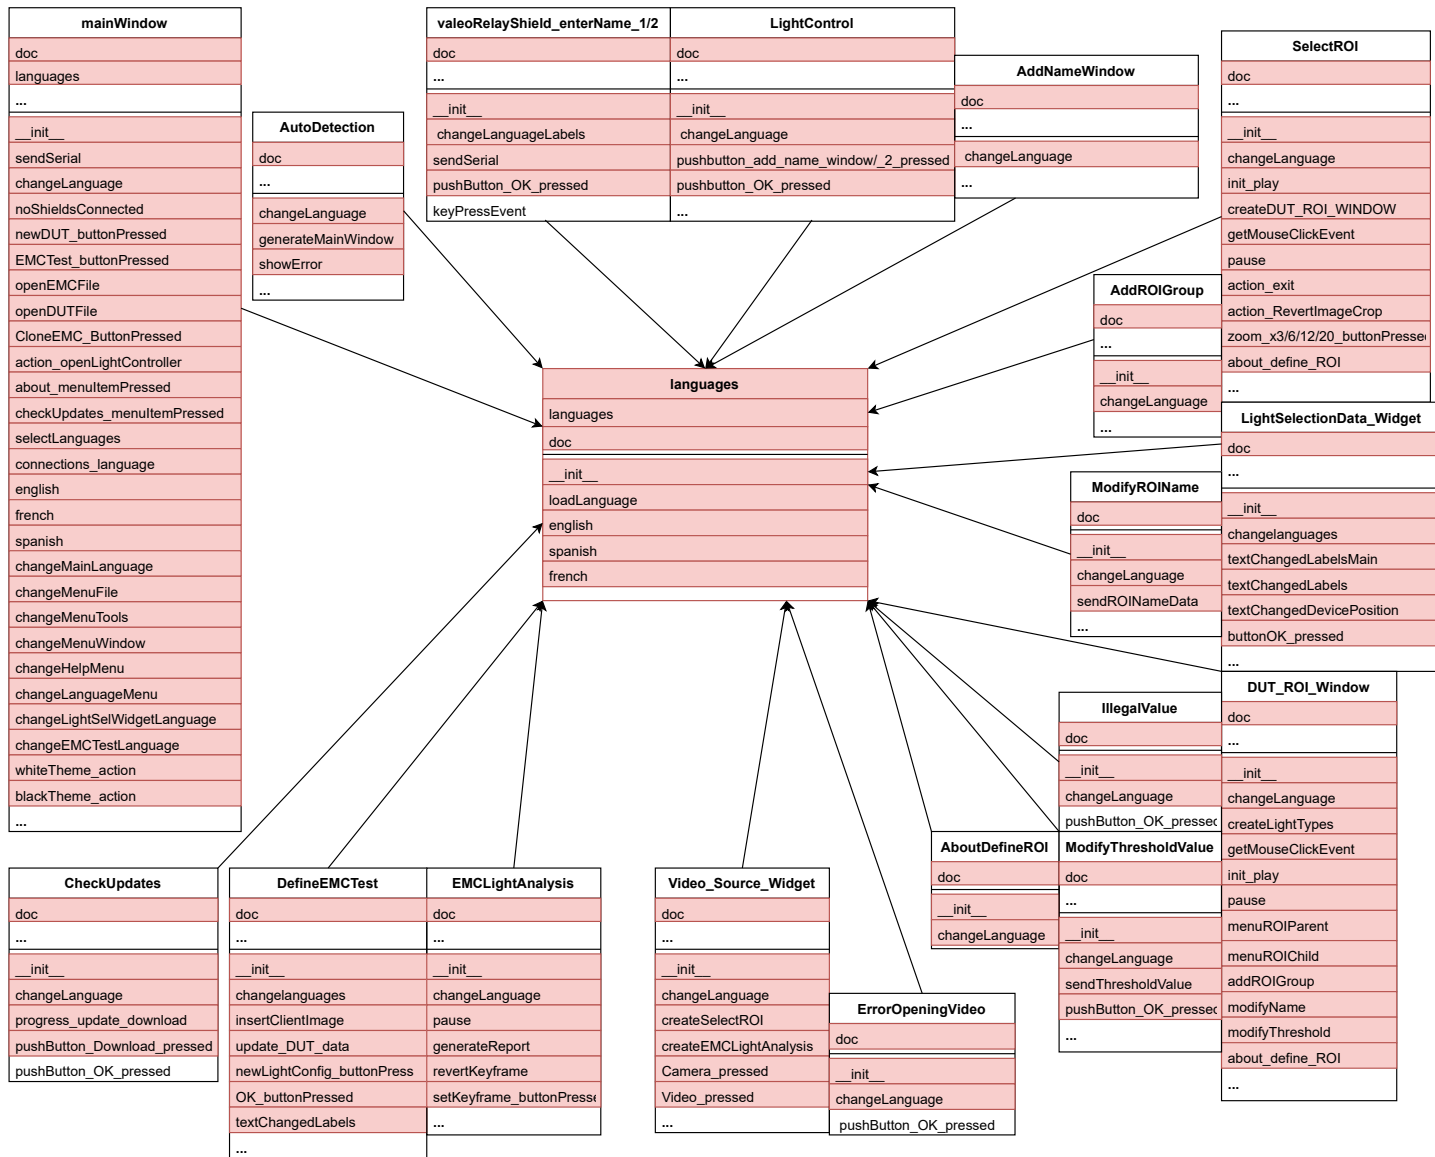 mainWindow
doc
languages
...
__init__
sendSerial
changeLanguage
noShieldsConnected
newDUT_buttonPressed
EMCTest_buttonPressed
openEMCFile
openDUTFile
CloneEMC_ButtonPressed
action_openLightController
about_menuItemPressed
checkUpdates_menuItemPressed
selectLanguages
connections_language
english
french
spanish
changeMainLanguage
changeMenuFile
changeMenuTools
changeMenuWindow
changeHelpMenu
changeLanguageMenu
changeLightSelWidgetLanguage
changeEMCTestLanguage
whiteTheme_action
blackTheme_action
...
AutoDetection
doc
...
changeLanguage
generateMainWindow
showError
...
valeoRelayShield_enterName_1/2
doc
...
__init__
changeLanguageLabels
sendSerial
pushButton_OK_pressed
keyPressEvent
LightControl
doc
...
__init__
changeLanguage
pushbutton_add_name_window/_2_pressed
pushbutton_OK_pressed
...
AddNameWindow
doc
...
changeLanguage
...
SelectROI
doc
...
__init__
changeLanguage
init_play
createDUT_ROI_WINDOW
getMouseClickEvent
pause
action_exit
action_RevertImageCrop
zoom_x3/6/12/20_buttonPressed
about_define_ROI
...
AddROIGroup
doc
...
__init__
changeLanguage
...
languages
languages
doc
__init__
loadLanguage
english
spanish
french
LightSelectionData_Widget
doc
...
__init__
changelanguages
textChangedLabelsMain
textChangedLabels
textChangedDevicePosition
buttonOK_pressed
...
ModifyROIName
doc
__init__
changeLanguage
sendROINameData
...
IllegalValue
doc
__init__
changeLanguage
pushButton_OK_pressed
DUT_ROI_Window
doc
...
__init__
changeLanguage
createLightTypes
getMouseClickEvent
init_play
pause
menuROIParent
menuROIChild
addROIGroup
modifyName
modifyThreshold
about_define_ROI
...
AboutDefineROI
doc
__init__
changeLanguage
ModifyThresholdValue
doc
...
__init__
changeLanguage
sendThresholdValue
pushButton_OK_pressed
...
CheckUpdates
doc
...
__init__
changeLanguage
progress_update_download
pushButton_Download_pressed
pushButton_OK_pressed
DefineEMCTest
doc
...
__init__
changelanguages
insertClientImage
update_DUT_data
newLightConfig_buttonPress
OK_buttonPressed
textChangedLabels
...
EMCLightAnalysis
doc
...
__init__
changeLanguage
pause
generateReport
revertKeyframe
setKeyframe_buttonPresse
...
Video_Source_Widget
doc
...
__init__
changeLanguage
createSelectROI
createEMCLightAnalysis
Camera_pressed
Video_pressed
...
ErrorOpeningVideo
doc
__init__
changeLanguage
pushButton_OK_pressed